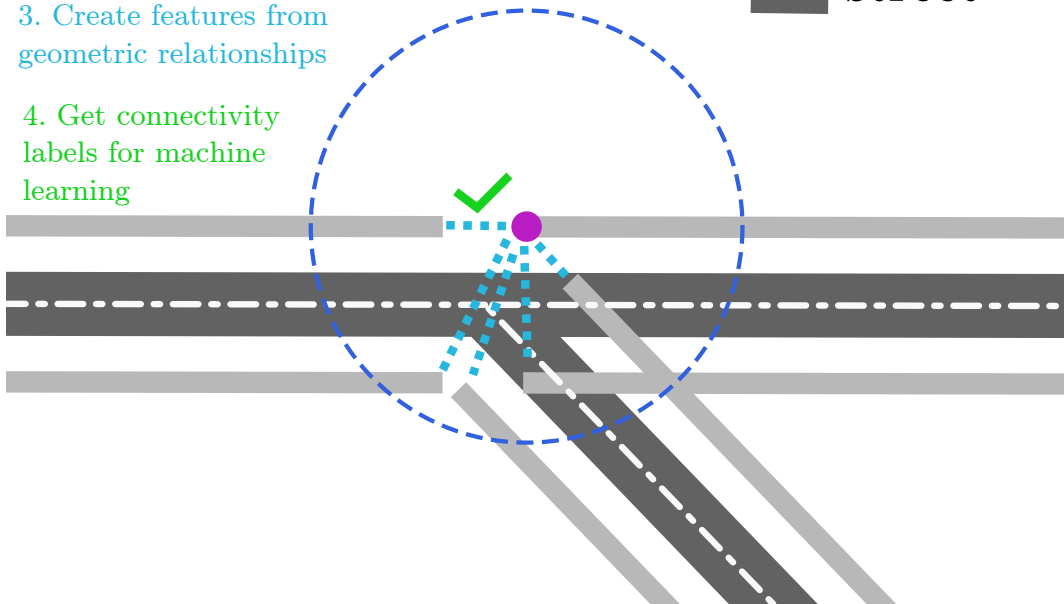 3. Create features from
geometric relationships
4. Get connectivity
labels for machine
learning